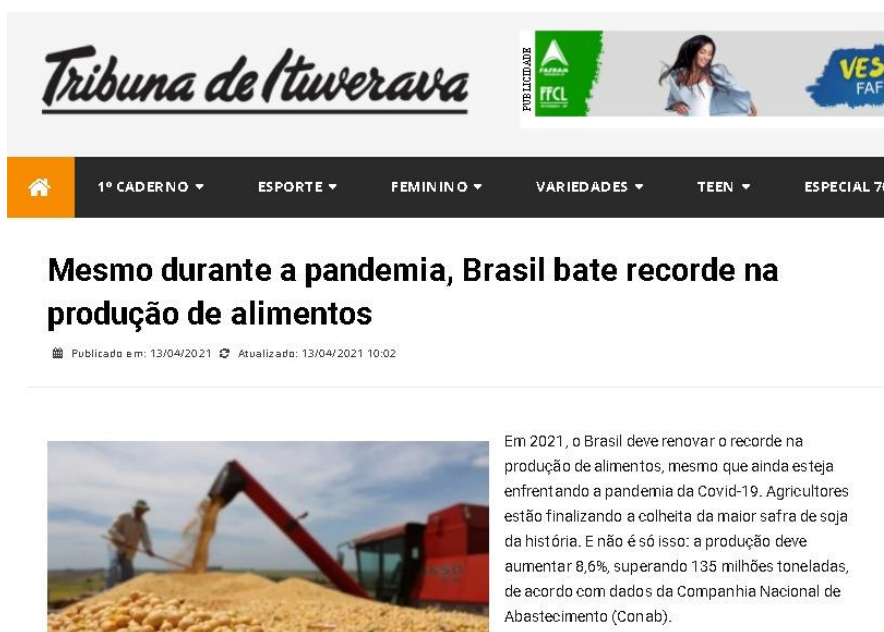 Tribuna de Ituverava
PUBLICIDADE
FAFRAM
FFCL
VES
FAF
1º CADERNO
ESPORTE
FEMININO
VARIEDADES
TEEN
ESPECIAL 70
Mesmo durante a pandemia, Brasil bate recorde na
produção de alimentos
Publicado em: 13/04/2021 Atualizado: 13/04/2021 10:02
Em 2021, o Brasil deve renovar o recorde na
produção de alimentos, mesmo que ainda esteja
enfrentando a pandemia da Covid-19. Agricultores
estão finalizando a colheita da maior safra de soja
da história. E não é só isso: a produção deve
aumentar 8,6%, superando 135 milhões toneladas,
de acordo com dados da Companhia Nacional de
Abastecimento (Conab).